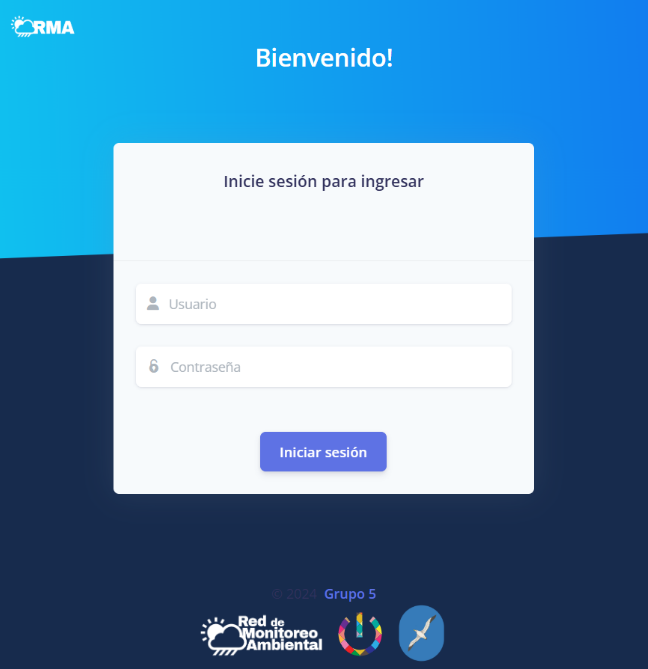 RMA
Bienvenido!
Inicie sesión para ingresar
Usuario
Contraseña
Iniciar sesión
© 2024 Grupo 5
Red de
Monitoreo
Ambiental